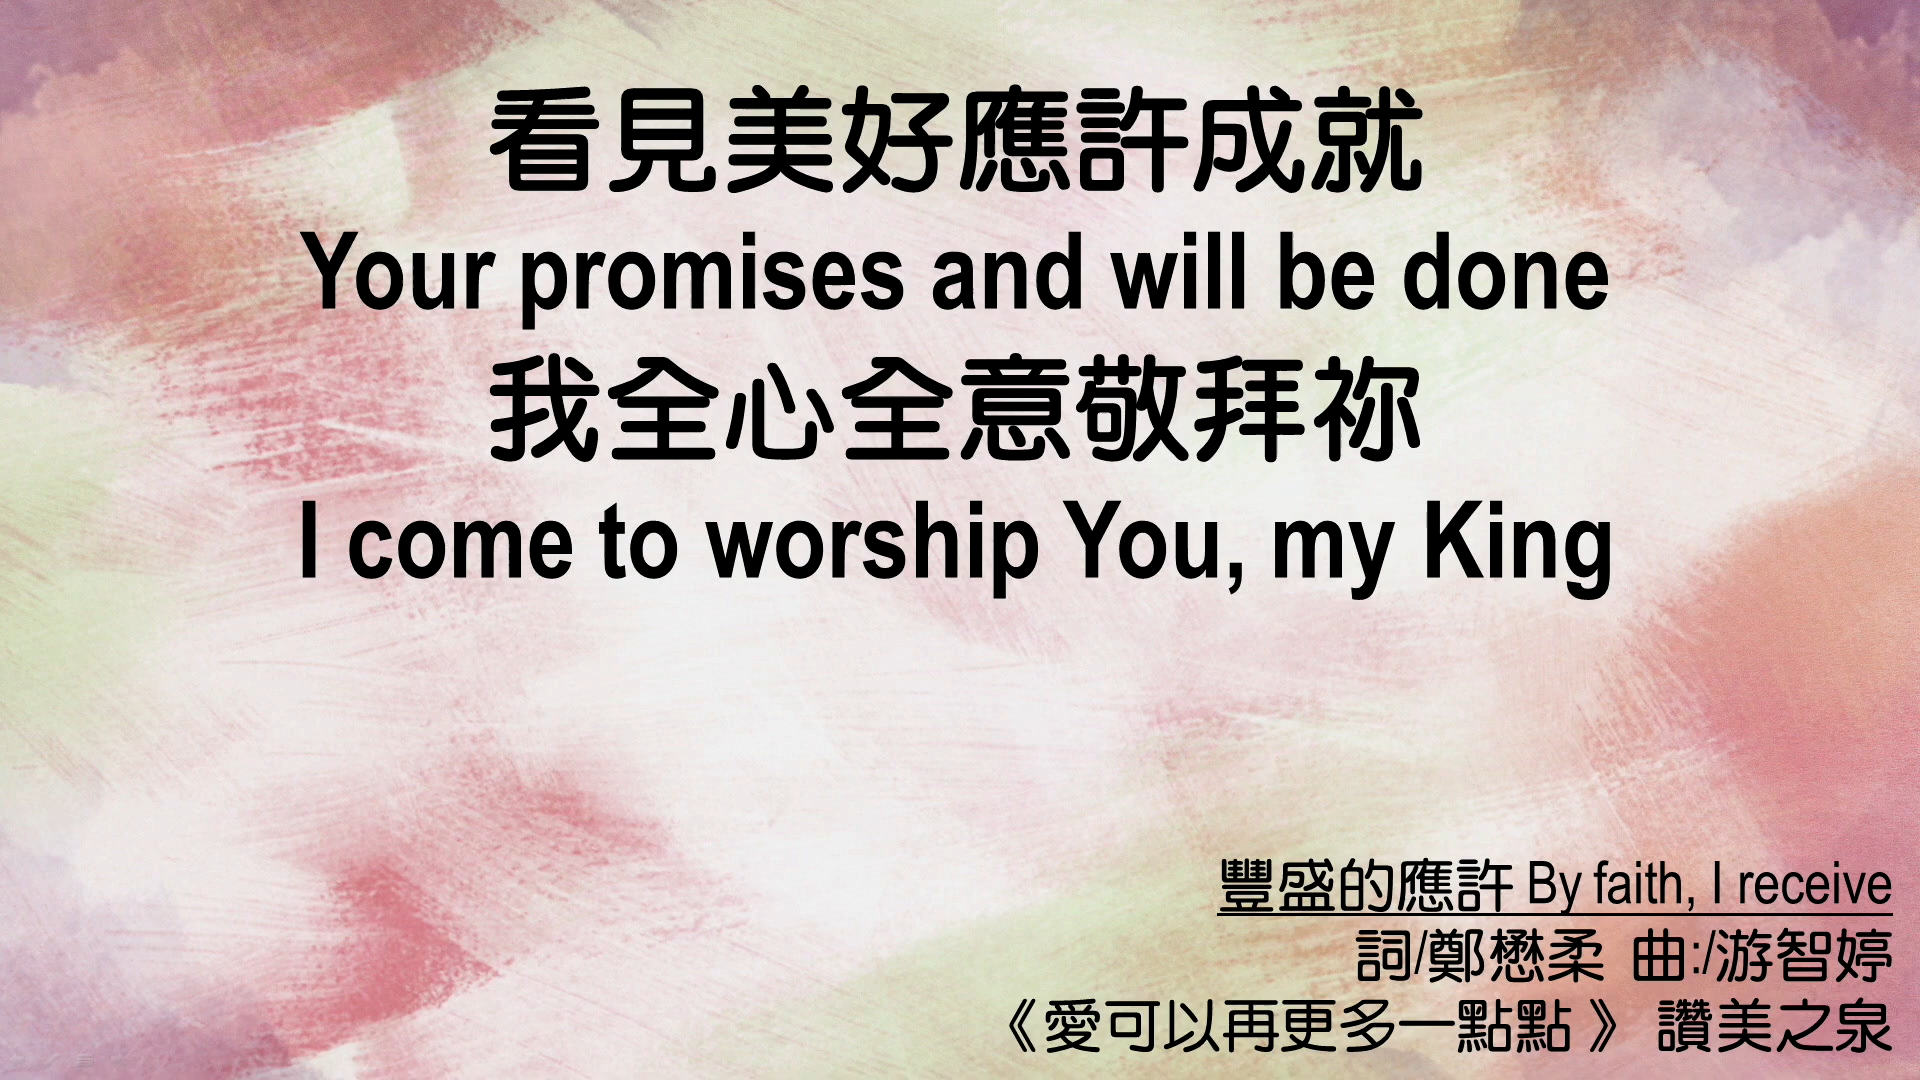 看見美好應許成就
Your promises and will be done
我全心全意敬拜祢
I come to worship You, my King
豐盛的應許 By faith, I receive
詞/鄭懋柔 曲:/游智婷
《愛可以再更多一點點》 讚美之泉